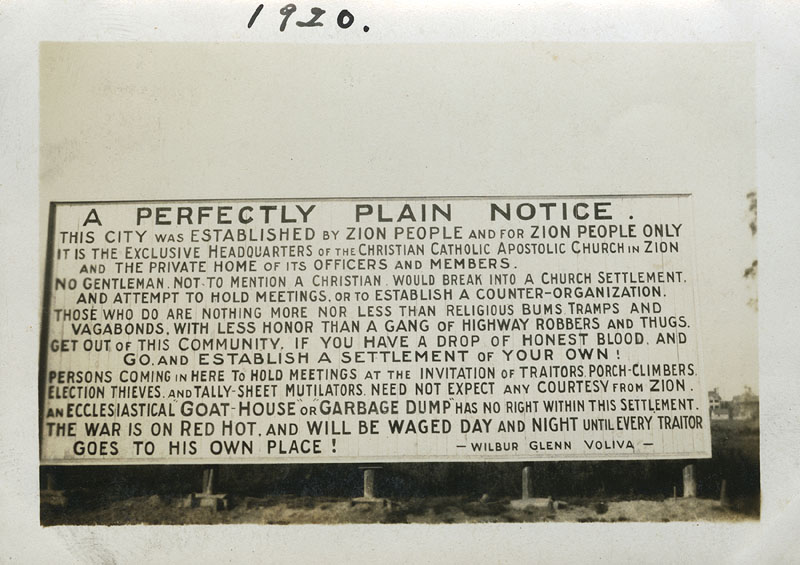 1920.
A PERFECTLY PLAIN NOTICE.
THIS CITY WAS ESTABLISHED BY ZION PEOPLE AND FOR ZION PEOPLE ONLY
IT IS THE EXCLUSIVE HEADQUARTERS OF THE CHRISTIAN CATHOLIC APOSTOLIC CHURCH IN ZION
AND THE PRIVATE HOME OF ITS OFFICERS AND MEMBERS.
NO GENTLEMAN, NOT TO MENTION A CHRISTIAN, WOULD BREAK INTO A CHURCH SETTLEMENT,
AND ATTEMPT TO HOLD MEETINGS, OR TO ESTABLISH A COUNTER-ORGANIZATION.
THOSE WHO DO ARE NOTHING MORE NOR LESS THAN RELIGIOUS BUMS, TRAMPS AND
VAGABONDS, WITH LESS HONOR THAN A GANG OF HIGHWAY ROBBERS AND THUGS.
GET OUT OF THIS COMMUNITY, IF YOU HAVE A DROP OF HONEST BLOOD, AND
GO, AND ESTABLISH A SETTLEMENT OF YOUR OWN!
PERSONS COMING IN HERE TO HOLD MEETINGS AT THE INVITATION OF TRAITORS, PORCH-CLIMBERS,
ELECTION THIEVES, AND TALLY-SHEET MUTILATORS, NEED NOT EXPECT ANY COURTESY FROM ZION.
AN ECCLESIASTICAL "GOAT-HOUSE" OR "GARBAGE DUMP" HAS NO RIGHT WITHIN THIS SETTLEMENT.
THE WAR IS ON RED HOT, AND WILL BE WAGED DAY AND NIGHT UNTIL EVERY TRAITOR
GOES TO HIS OWN PLACE! — WILBUR GLENN VOLIVA —